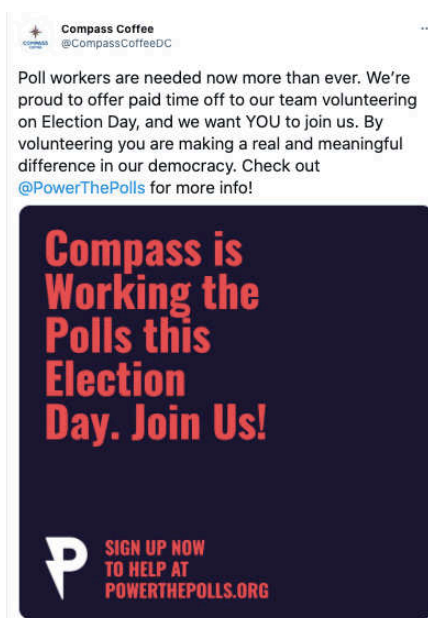 Compass Coffee
@CompassCoffeeDC
Poll workers are needed now more than ever. We're
proud to offer paid time off to our team volunteering
on Election Day, and we want YOU to join us. By
volunteering you are making a real and meaningful
difference in our democracy. Check out
@PowerThePolls for more info!
Compass is
Working the
Polls this
Election
Day. Join Us!
SIGN UP NOW
TO HELP AT
POWERTHEPOLLS.ORG